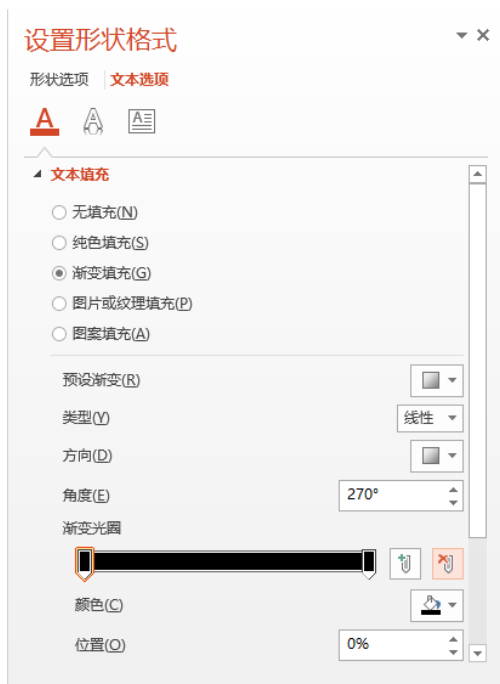 设置形状格式
形状选项 文本选项
A A A
文本填充
无填充(N)
纯色填充(S)
渐变填充(G)
图片或纹理填充(P)
图案填充(A)
预设渐变(R)
类型(Y) 线性
方向(D)
角度(E) 270°
渐变光圈
颜色(C)
位置(O) 0%